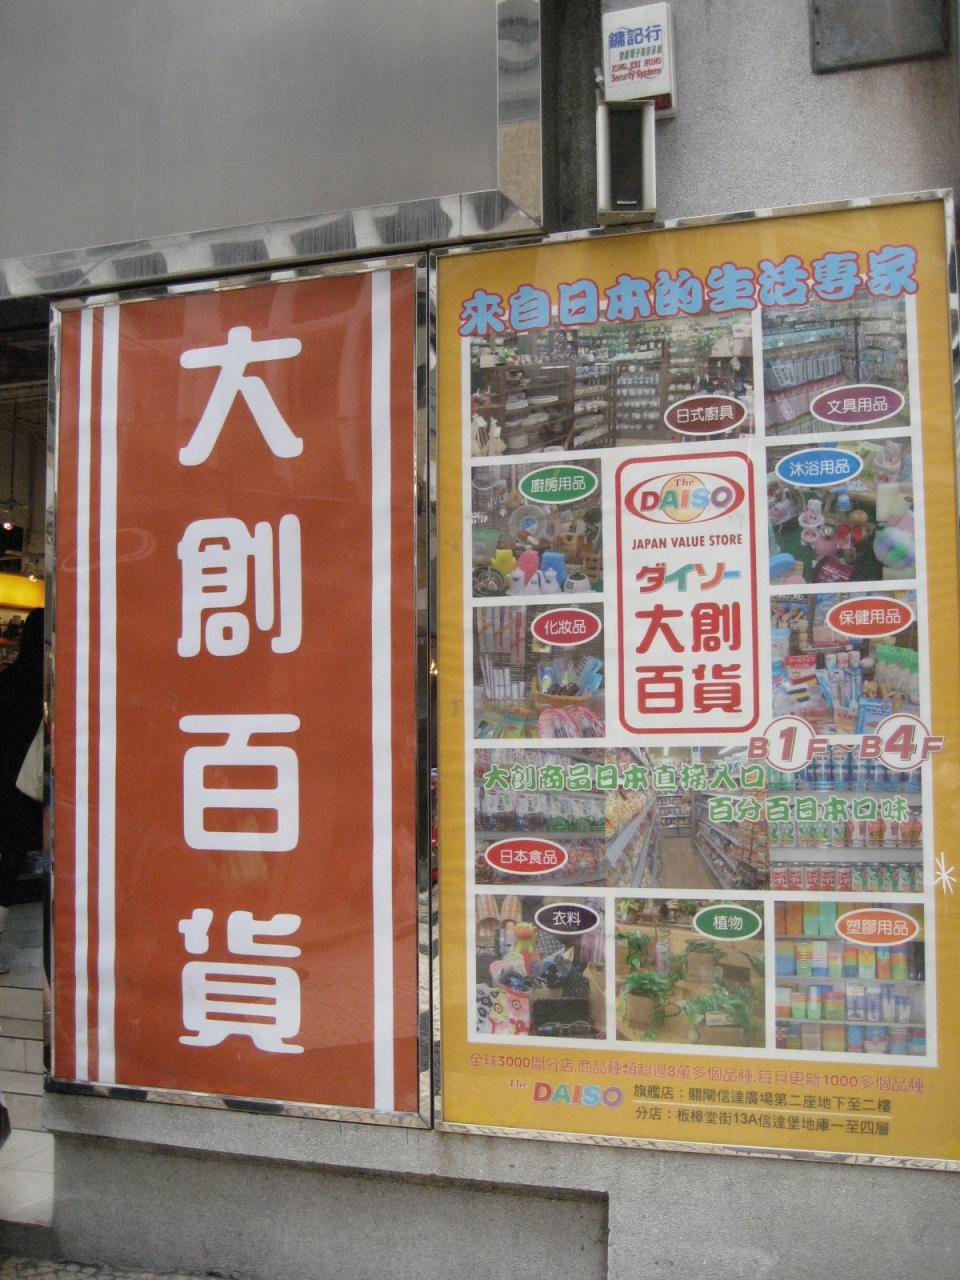 鏞記行
YONG KEI HONG
Security Systems
大創百貨
來自日本的生活專家
日式廚具
文具用品
廚房用品
The
DAISO
JAPAN VALUE STORE
ダイソー
大創
百貨
沐浴用品
化妝品
保健用品
B1F~B4F
大創商品日本直接入口
百分百日本口味
日本食品
衣料
植物
塑膠用品
全球3000間分店,商品種類超過8萬多個品種,每月更新1000多個品種。
The DAISO
旗艦店：關閘信達廣場第二座地下至二樓
分店：板樟堂街13A信達堡地庫一至四層